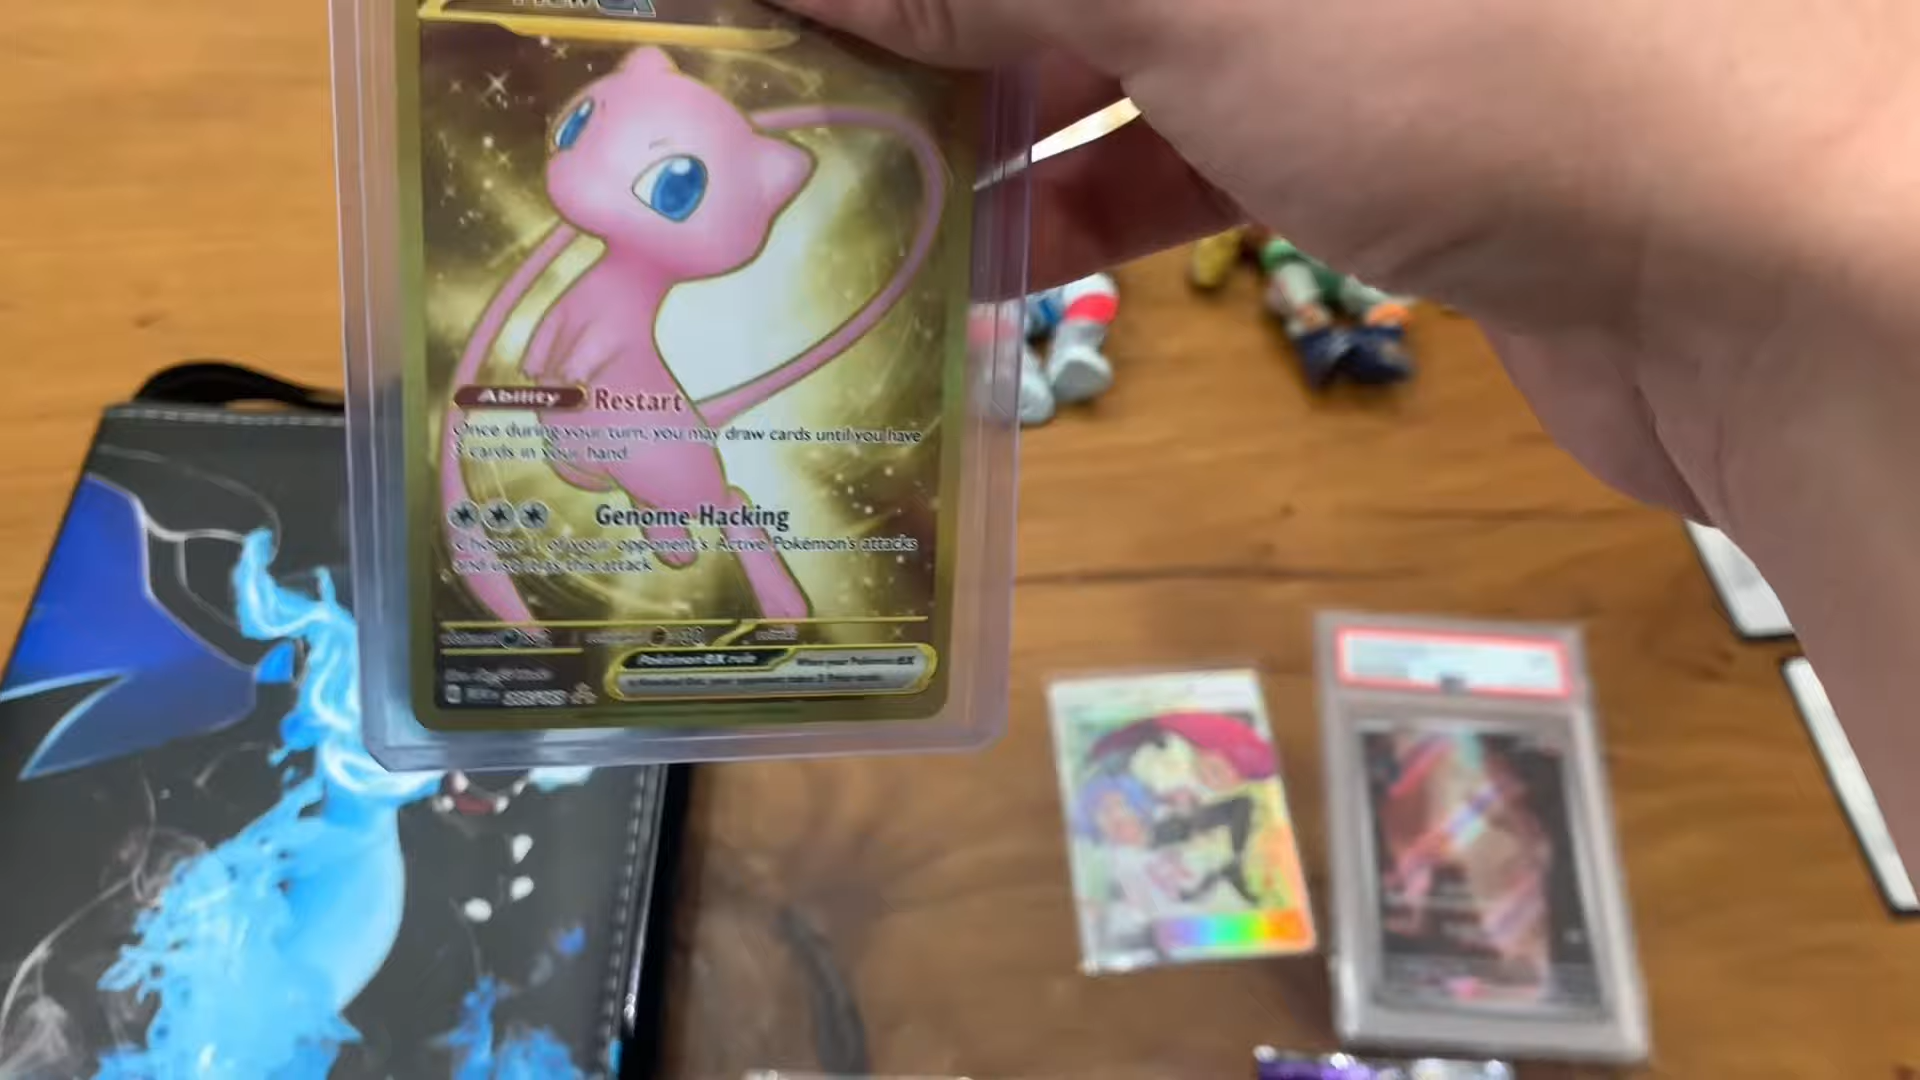 Mew ex
Ability Restart
Once during your turn, you may draw cards until you have
3 cards in your hand.
Genome Hacking
Choose 1 of your opponent's Active Pokémon's attacks
and use it as this attack.
Pokémon ex rule When your Pokémon ex
is Knocked Out, your opponent takes 2 Prize cards.